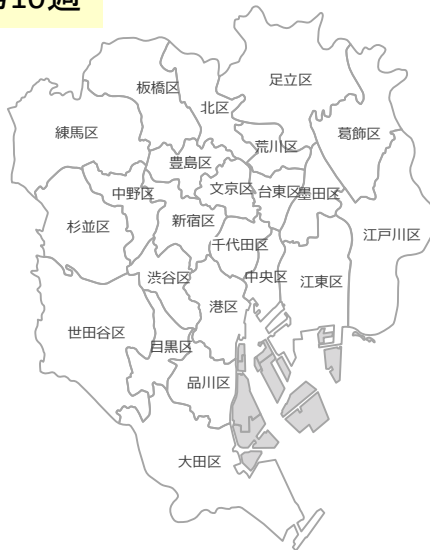 第10週
足立区
板橋区
北区
練馬区
葛飾区
荒川区
豊島区
文京区
台東区
墨田区
中野区
新宿区
杉並区
千代田区
江戸川区
渋谷区
中央区
江東区
港区
世田谷区
目黒区
品川区
大田区